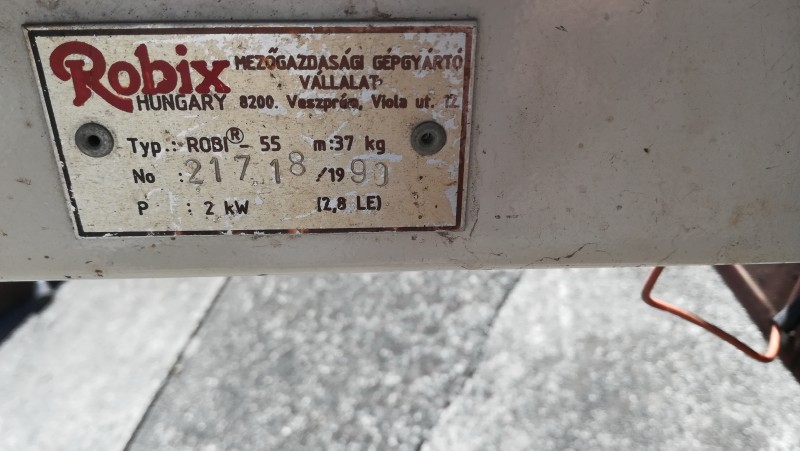 Robix MEZŐGAZDASÁGI GÉPGYÁRTÓ
VÁLLALAT
HUNGARY 8200. Veszprém, Viola ut. 12.
Typ.: ROBI® - 55 m:37 kg
No : 21718 /1990
P : 2 kW (2,8 LE)